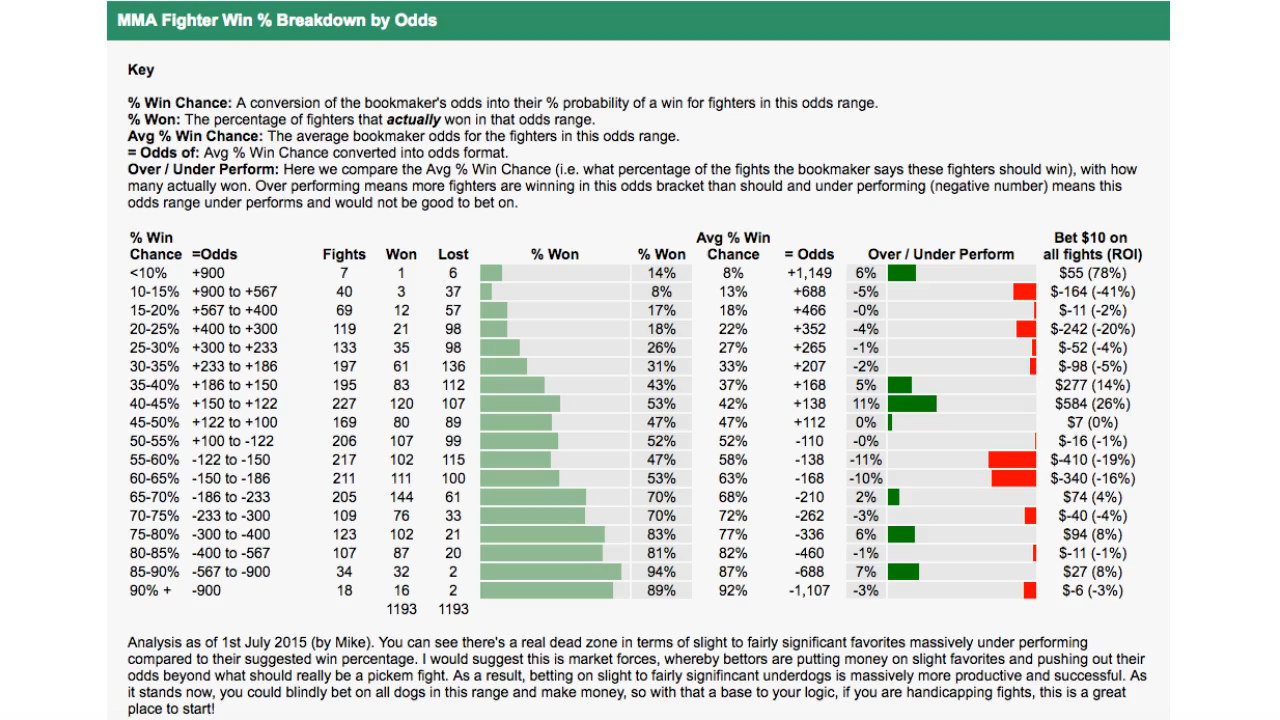 MMA Fighter Win % Breakdown by Odds
Key
% Win Chance: A conversion of the bookmaker's odds into their % probability of a win for fighters in this odds range.
% Won: The percentage of fighters that actually won in that odds range.
Avg % Win Chance: The average bookmaker odds for the fighters in this odds range.
= Odds of: Avg % Win Chance converted into odds format.
Over / Under Perform: Here we compare the Avg % Win Chance (i.e. what percentage of the fights the bookmaker says these fighters should win), with how
many actually won. Over performing means more fighters are winning in this odds bracket than should and under performing (negative number) means this
odds range under performs and would not be good to bet on.
% Win Avg % Win Bet $10 on
Chance =Odds Fights Won Lost % Won % Won Chance = Odds Over / Under Perform all fights (ROI)
<10% +900 7 1 6 14% 8% +1,149 6% $55 (78%)
10-15% +900 to +567 40 3 37 8% 13% +688 -5% $-164 (-41%)
15-20% +567 to +400 69 12 57 17% 18% +466 -0% $-11 (-2%)
20-25% +400 to +300 119 21 98 18% 22% +352 -4% $-242 (-20%)
25-30% +300 to +233 133 35 98 26% 27% +265 -1% $-52 (-4%)
30-35% +233 to +186 197 61 136 31% 33% +207 -2% $-98 (-5%)
35-40% +186 to +150 195 83 112 43% 37% +168 5% $277 (14%)
40-45% +150 to +122 227 120 107 53% 42% +138 11% $584 (26%)
45-50% +122 to +100 169 80 89 47% 47% +112 0% $7 (0%)
50-55% +100 to -122 206 107 99 52% 52% -110 -0% $-16 (-1%)
55-60% -122 to -150 217 102 115 47% 58% -138 -11% $-410 (-19%)
60-65% -150 to -186 211 111 100 53% 63% -168 -10% $-340 (-16%)
65-70% -186 to -233 205 144 61 70% 68% -210 2% $74 (4%)
70-75% -233 to -300 109 76 33 70% 72% -262 -3% $-40 (-4%)
75-80% -300 to -400 123 102 21 83% 77% -336 6% $94 (8%)
80-85% -400 to -567 107 87 20 81% 82% -460 -1% $-11 (-1%)
85-90% -567 to -900 34 32 2 94% 87% -688 7% $27 (8%)
90% + -900 18 16 2 89% 92% -1,107 -3% $-6 (-3%)
1193 1193
Analysis as of 1st July 2015 (by Mike). You can see there's a real dead zone in terms of slight to fairly significant favorites massively under performing
compared to their suggested win percentage. I would suggest this is market forces, whereby bettors are putting money on slight favorites and pushing out their
odds beyond what should really be a pickem fight. As a result, betting on slight to fairly signifincant underdogs is massively more productive and successful. As
it stands now, you could blindly bet on all dogs in this range and make money, so with that a base to your logic, if you are handicapping fights, this is a great
place to start!